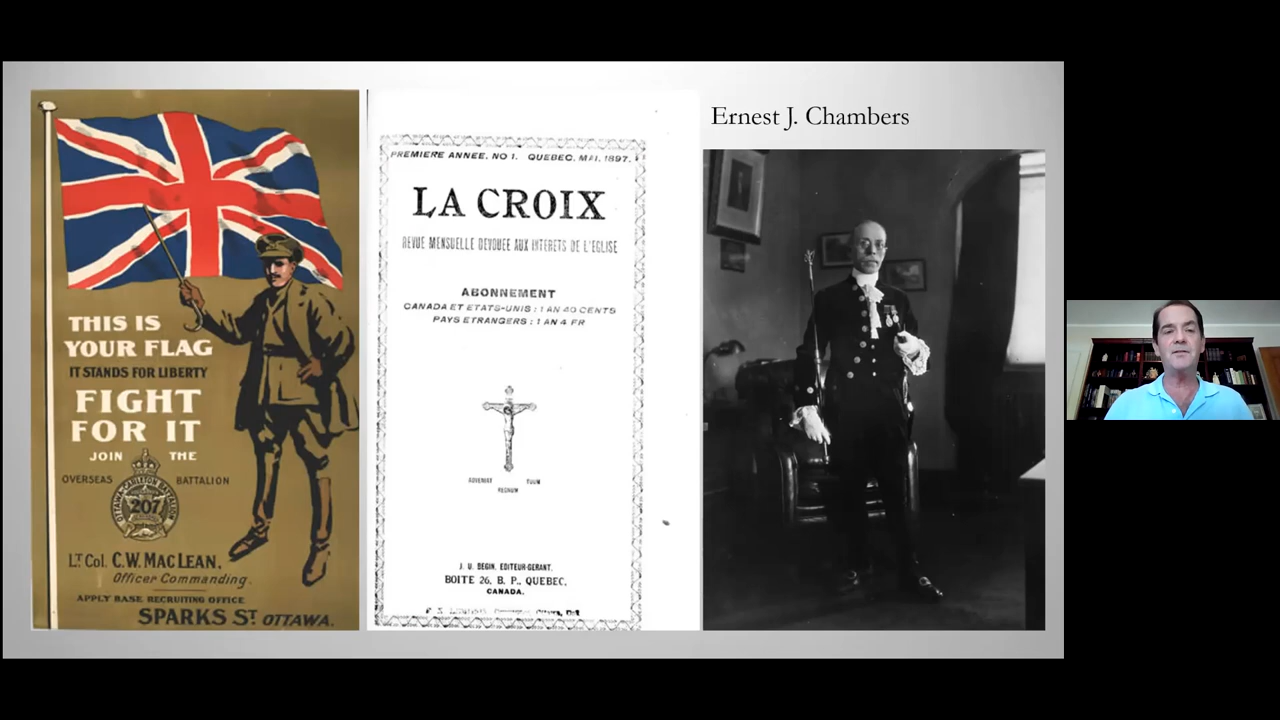 THIS IS
YOUR FLAG
IT STANDS FOR LIBERTY
FIGHT
FOR IT
JOIN THE
OVERSEAS BATTALION
OTTAWA CARLETON BATTALION
207
LT. COL. C.W. MACLEAN,
Officer Commanding.
APPLY BASE RECRUITING OFFICE
SPARKS ST. OTTAWA.
PREMIERE ANNEE, NO 1. QUEBEC, MAI, 1897.
LA CROIX
REVUE MENSUELLE DEVOUEE AUX INTERETS DE L'EGLISE
ABONNEMENT
CANADA ET ETATS-UNIS : 1 AN 40 CENTS
PAYS ETRANGERS : 1 AN 4 FR
ADVENIAT TUUM
REGNUM
J. U. BEGIN, EDITEUR-GERANT,
BOITE 26, B. P., QUEBEC,
CANADA.
Ernest J. Chambers